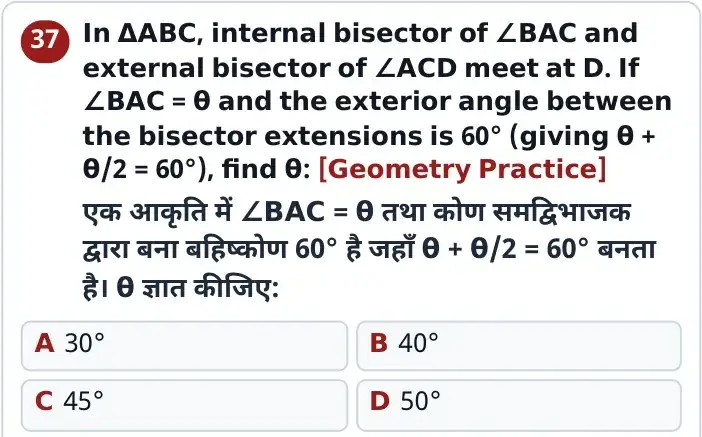 37 In ΔABC, internal bisector of ∠BAC and
external bisector of ∠ACD meet at D. If
∠BAC = θ and the exterior angle between
the bisector extensions is 60° (giving θ +
θ/2 = 60°), find θ: [Geometry Practice]
एक आकृति में ∠BAC = θ तथा कोण समद्विभाजक
द्वारा बना बहिष्कोण 60° है जहाँ θ + θ/2 = 60° बनता
है। θ ज्ञात कीजिए:
A 30° B 40°
C 45° D 50°